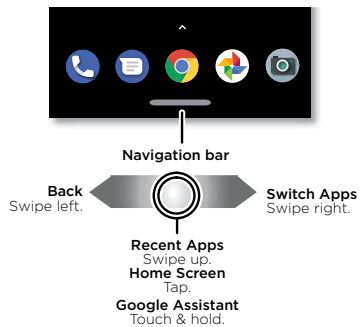 Navigation bar
Back
Swipe left.
Switch Apps
Swipe right.
Recent Apps
Swipe up.
Home Screen
Tap.
Google Assistant
Touch & hold.